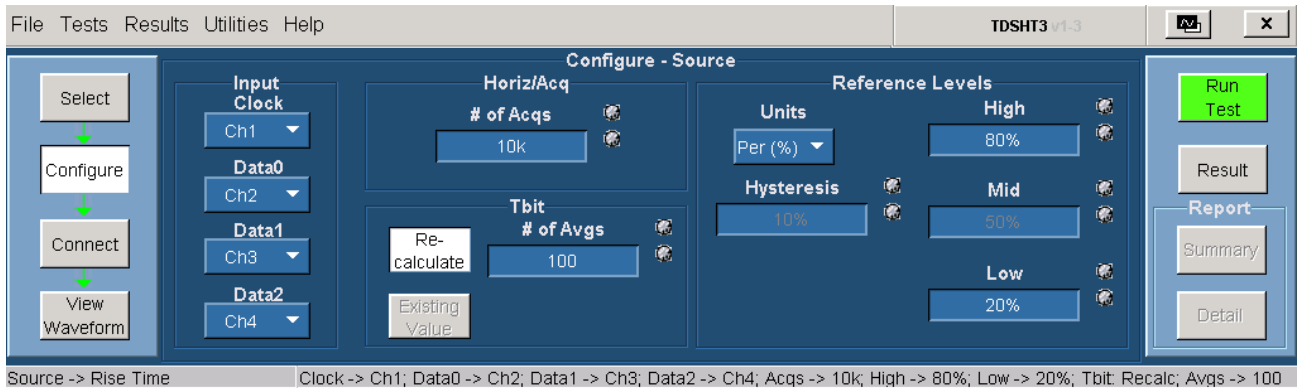 File Tests Results Utilities Help
TDSHT3 v1-3
x
Select
Configure
Connect
View
Waveform
Configure - Source
Input
Clock
Ch1
Data0
Ch2
Data1
Ch3
Data2
Ch4
Horiz/Acq
# of Acqs
10k
Tbit
Re-
calculate
Existing
Value
# of Avgs
100
Reference Levels
Units
Per (%)
Hysteresis
10%
High
80%
Mid
50%
Low
20%
Run
Test
Result
Report
Summary
Detail
Source -> Rise Time
Clock -> Ch1; Data0 -> Ch2; Data1 -> Ch3; Data2 -> Ch4; Acqs -> 10k; High -> 80%; Low -> 20%; Tbit: Recalc; Avgs -> 100